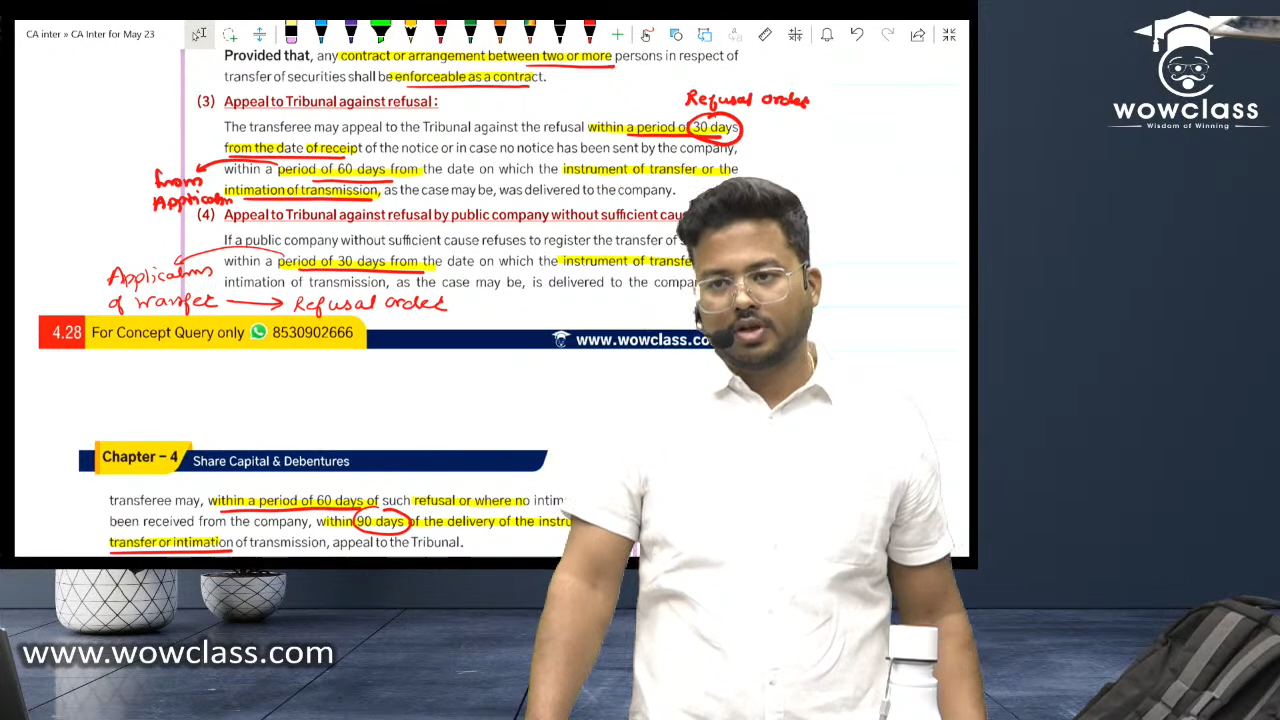 CA inter » CA Inter for May 23
Provided that, any contract or arrangement between two or more persons in respect of
transfer of securities shall be enforceable as a contract.
Refusal order
(3) Appeal to Tribunal against refusal :
The transferee may appeal to the Tribunal against the refusal within a period of 30 days
from the date of receipt of the notice or in case no notice has been sent by the company,
within a period of 60 days from the date on which the instrument of transfer or the
from
intimation of transmission, as the case may be, was delivered to the company.
(4) Appeal to Tribunal against refusal by public company without sufficient cau
If a public company without sufficient cause refuses to register the transfer of
within a period of 30 days from the date on which the instrument of transfe
intimation of transmission, as the case may be, is delivered to the compa
of transfer Refusal order
4.28 For Concept Query only 8530902666
www.wowclass.co
Chapter – 4 Share Capital & Debentures
transferee may, within a period of 60 days of such refusal or where no intim
been received from the company, within 90 days of the delivery of the instru
transfer or intimation of transmission, appeal to the Tribunal.
wowclass
Wisdom of Winning
www.wowclass.com